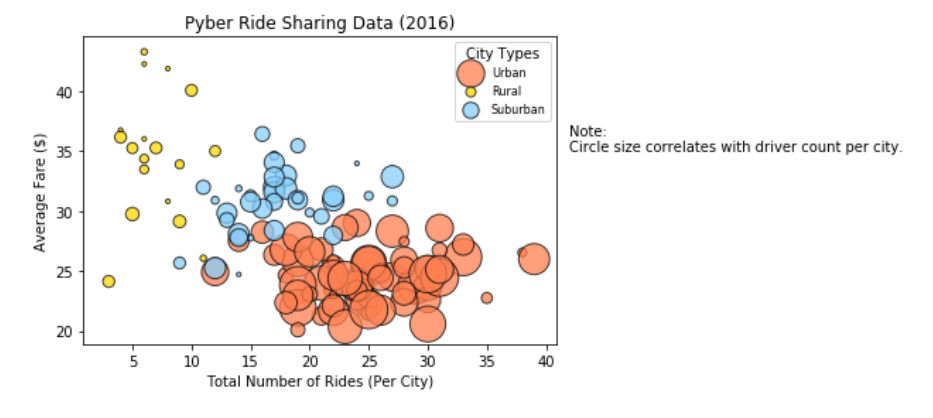 Pyber Ride Sharing Data (2016)
City Types
Urban
Rural
Suburban
Note:
Circle size correlates with driver count per city.
Average Fare ($)
40
35
30
25
20
5
10
15
20
25
30
35
40
Total Number of Rides (Per City)